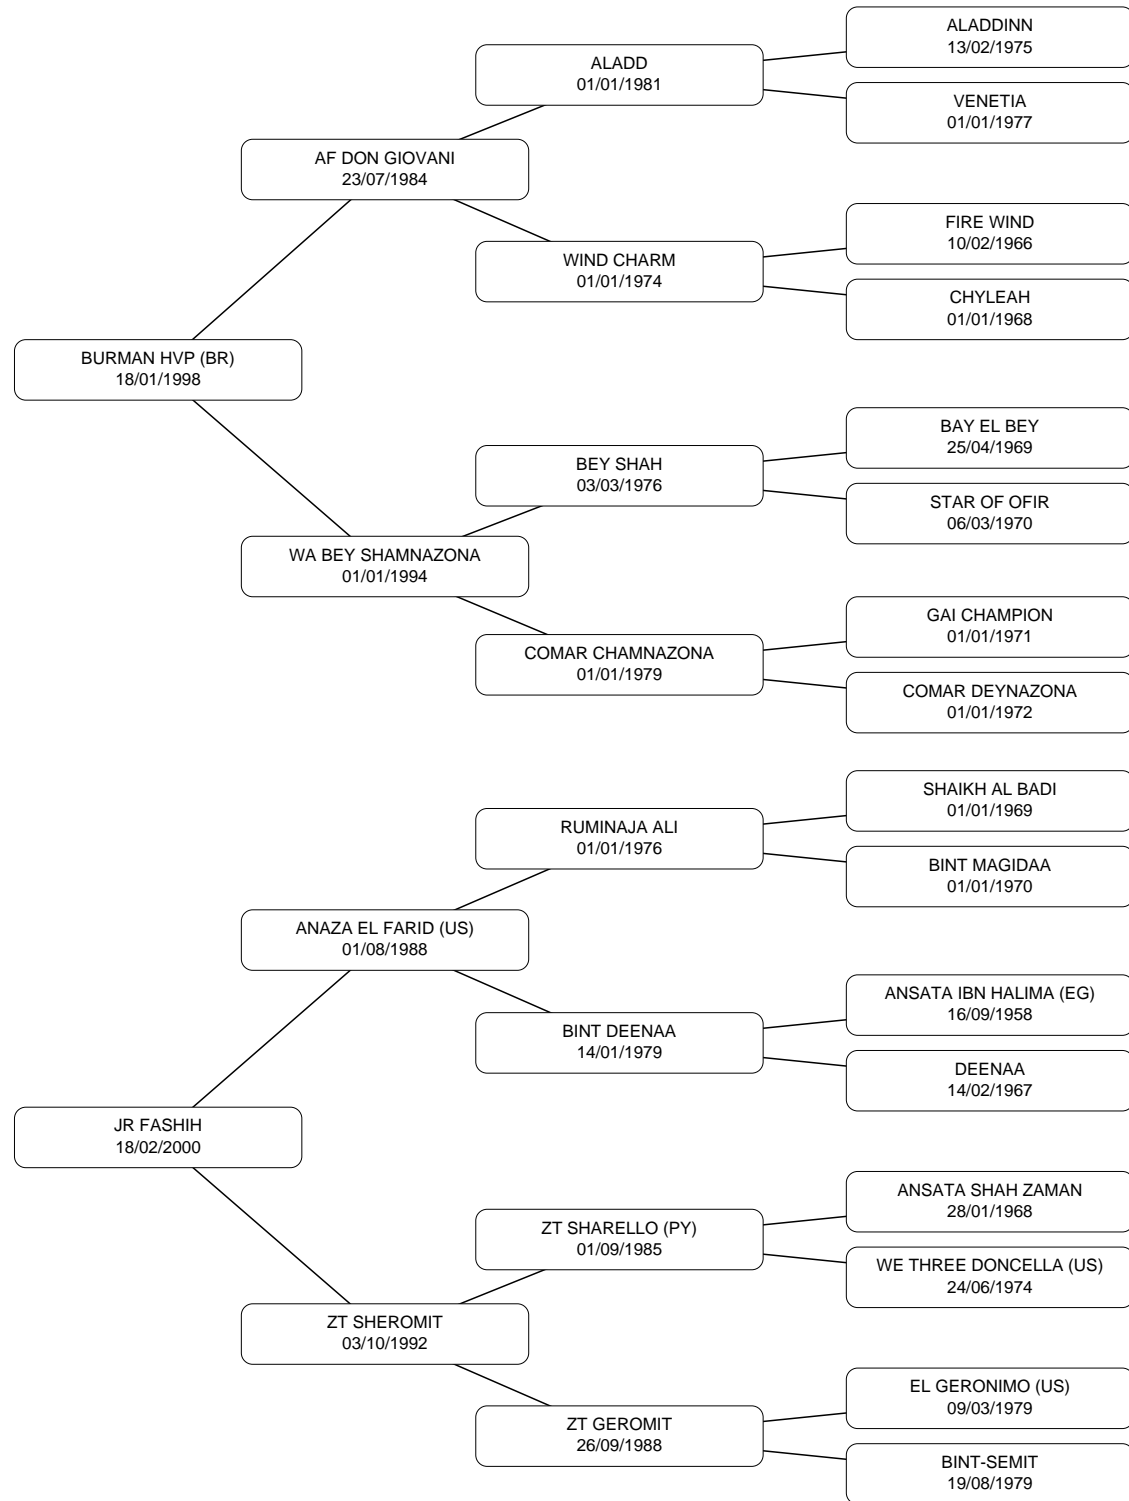 ALADDINN
13/02/1975
ALADD
01/01/1981
VENETIA
01/01/1977
AF DON GIOVANI
23/07/1984
FIRE WIND
10/02/1966
WIND CHARM
01/01/1974
CHYLEAH
01/01/1968
BURMAN HVP (BR)
18/01/1998
BAY EL BEY
25/04/1969
BEY SHAH
03/03/1976
STAR OF OFIR
06/03/1970
WA BEY SHAMNAZONA
01/01/1994
GAI CHAMPION
01/01/1971
COMAR CHAMNAZONA
01/01/1979
COMAR DEYNAZONA
01/01/1972
SHAIKH AL BADI
01/01/1969
RUMINAJA ALI
01/01/1976
BINT MAGIDAA
01/01/1970
ANAZA EL FARID (US)
01/08/1988
ANSATA IBN HALIMA (EG)
16/09/1958
BINT DEENAA
14/01/1979
DEENAA
14/02/1967
JR FASHIH
18/02/2000
ANSATA SHAH ZAMAN
28/01/1968
ZT SHARELLO (PY)
01/09/1985
WE THREE DONCELLA (US)
24/06/1974
ZT SHEROMIT
03/10/1992
EL GERONIMO (US)
09/03/1979
ZT GEROMIT
26/09/1988
BINT-SEMIT
19/08/1979